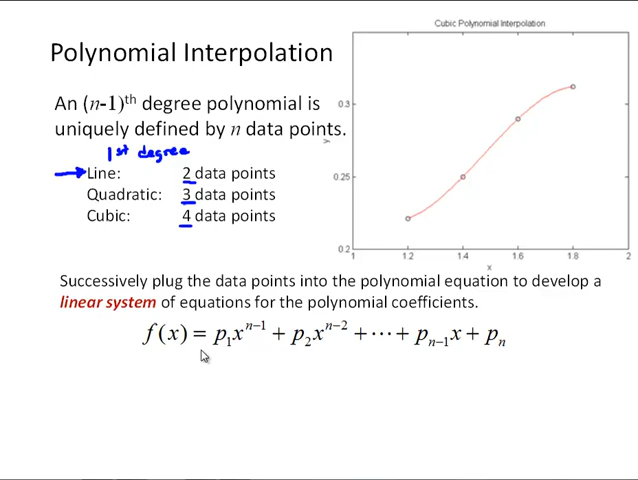 Polynomial Interpolation
An (n-1)th degree polynomial is
uniquely defined by n data points.
1st degree
Line: 2 data points
Quadratic: 3 data points
Cubic: 4 data points
Cubic Polynomial Interpolation
0.3
y
0.25
0.2
1 1.2 1.4 1.6 1.8 2
x
Successively plug the data points into the polynomial equation to develop a
linear system of equations for the polynomial coefficients.
f(x) = p₁xⁿ⁻¹ + p₂xⁿ⁻² + ⋯ + pₙ₋₁x + pₙ